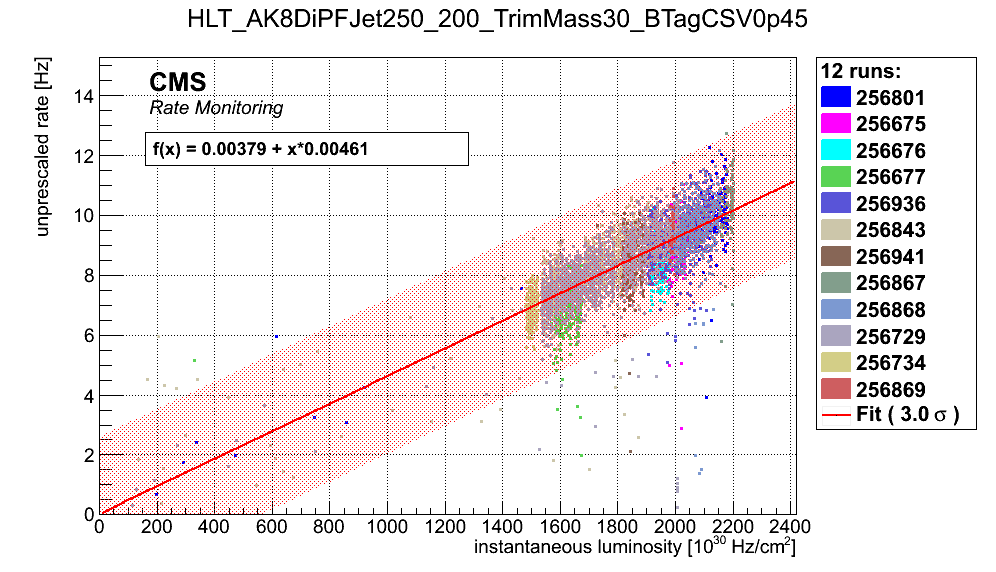 HLT_AK8DiPFJet250_200_TrimMass30_BTagCSV0p45
unprescaled rate [Hz]
CMS
Rate Monitoring
f(x) = 0.00379 + x*0.00461
14
12
10
8
6
4
2
0
0 200 400 600 800 1000 1200 1400 1600 1800 2000 2200 2400
instantaneous luminosity [10³⁰ Hz/cm²]
12 runs:
256801
256675
256676
256677
256936
256843
256941
256867
256868
256729
256734
256869
Fit ( 3.0 σ )